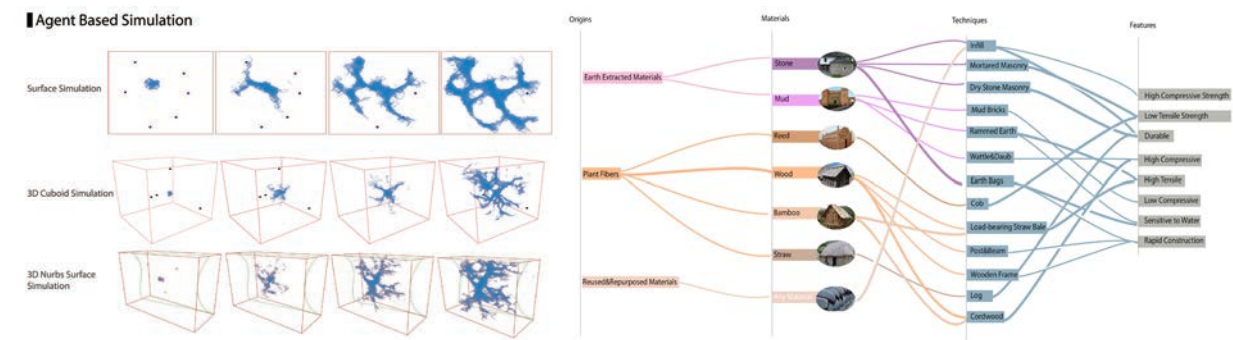 Agent Based Simulation
Surface Simulation
3D Cuboid Simulation
3D Nurbs Surface
Simulation
Origins
Earth Extracted Materials
Plant Fibers
Reused&Repurposed Materials
Materials
Stone
Mud
Reed
Wood
Bamboo
Straw
Any Material
Techniques
Infill
Mortured Masonry
Dry Stone Masonry
Mud Bricks
Rammed Earth
Wattle&Daub
Earth Bags
Cob
Load-bearing Straw Bale
Post&Beam
Wooden Frame
Log
Cordwood
Features
High Compressive Strength
Low Tensile Strength
Durable
High Compressive
High Tensile
Low Compressive
Sensitive to Water
Rapid Construction